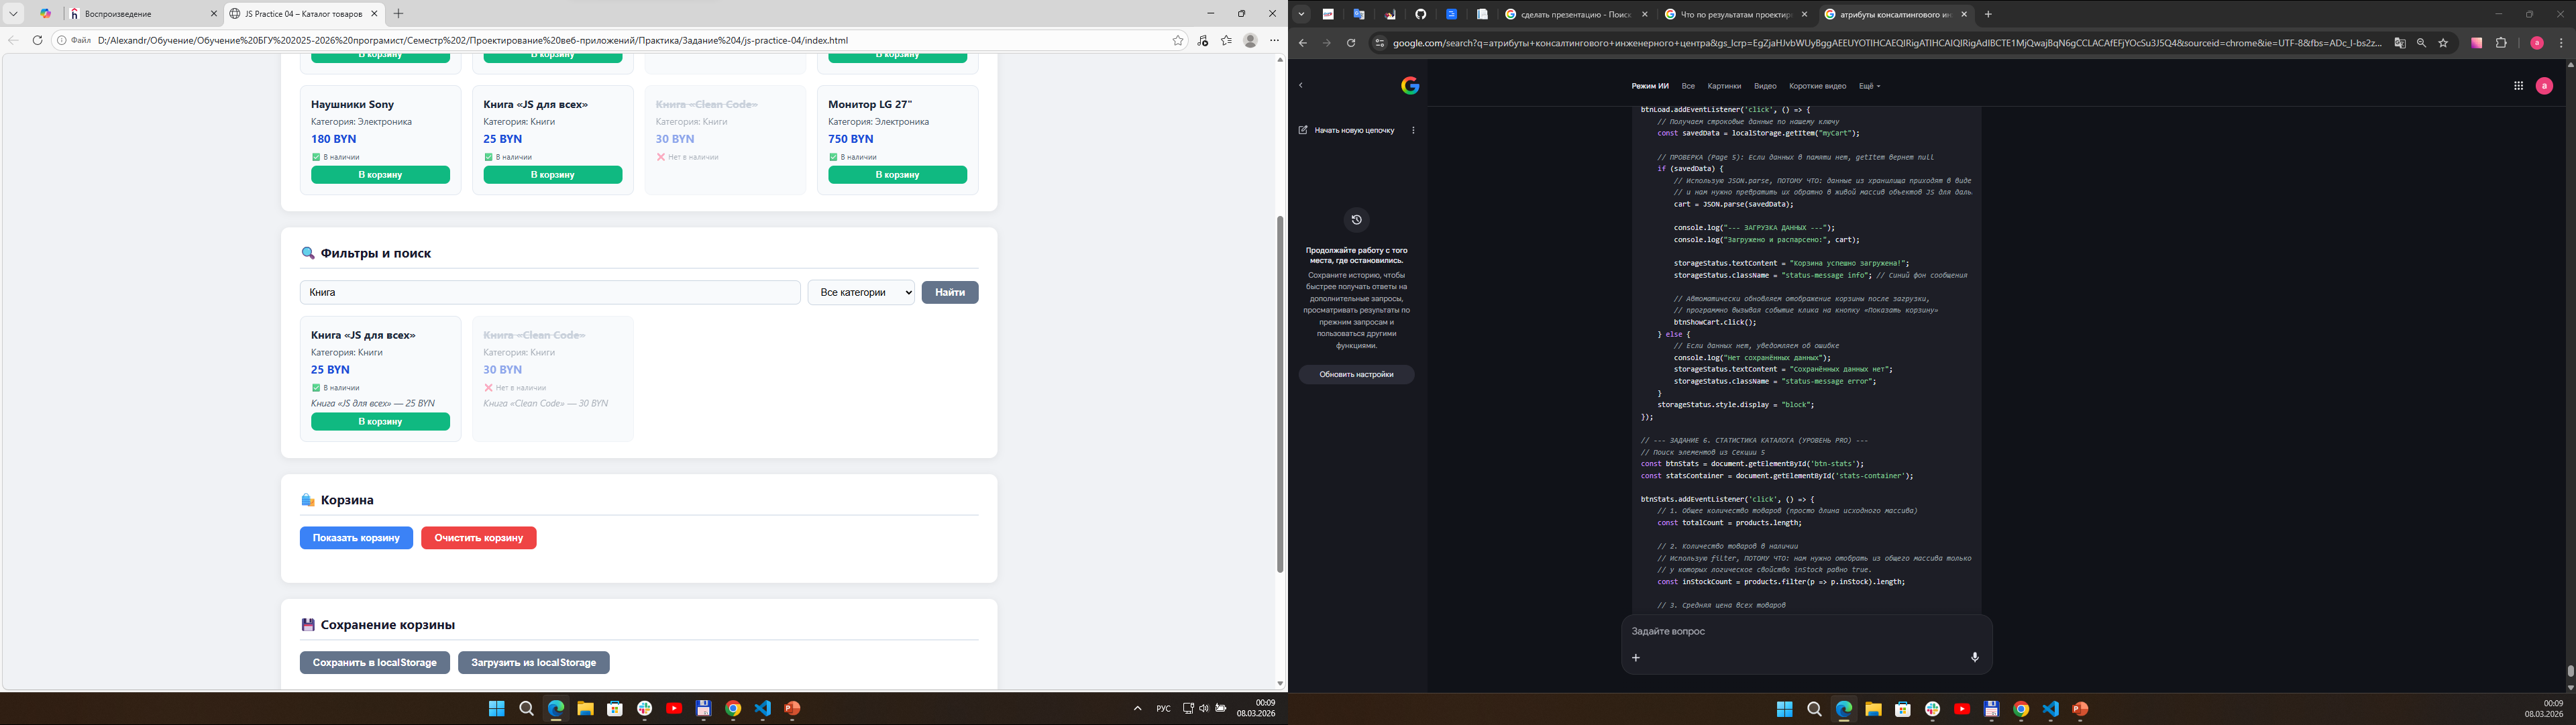 Воспроизведение
JS Practice 04 – Каталог товаров
Файл
D:/Alexandr/Обучение/Обучение%20БГУ%202025-2026%20програмист/Семестр%202/Проектирование%20веб-приложений/Практика/Задание%204/js-practice-04/index.html
В корзину
В корзину
В корзину
Наушники Sony
Категория: Электроника
180 BYN
✅ В наличии
В корзину
Книга «JS для всех»
Категория: Книги
25 BYN
✅ В наличии
В корзину
Книга «Clean Code»
Категория: Книги
30 BYN
❌ Нет в наличии
Монитор LG 27"
Категория: Электроника
750 BYN
✅ В наличии
В корзину
🔍 Фильтры и поиск
Книга
Все категории
Найти
Книга «JS для всех»
Категория: Книги
25 BYN
✅ В наличии
Книга «JS для всех» — 25 BYN
В корзину
Книга «Clean Code»
Категория: Книги
30 BYN
❌ Нет в наличии
Книга «Clean Code» — 30 BYN
🛍️ Корзина
Показать корзину
Очистить корзину
💾 Сохранение корзины
Сохранить в localStorage
Загрузить из localStorage
РУС
00:09
08.03.2026
сделать презентацию - Поиск
Что по результатам проектир
атрибуты консалтингового ин
google.com/search?q=атрибуты+консалтингового+инженерного+центра
Режим ИИ
Все
Картинки
Видео
Короткие видео
Ещё
Начать новую цепочку
Продолжайте работу с того
места, где остановились.
Сохраните историю, чтобы
быстрее получать ответы на
дополнительные запросы,
просматривать результаты по
прежним запросам и
пользоваться другими
функциями.
Обновить настройки
btnLoad.addEventListener('click', () => {
// Получаем строковые данные по нашему ключу
const savedData = localStorage.getItem("myCart");
// ПРОВЕРКА (Page 5): Если данных в памяти нет, getItem вернет null
if (savedData) {
// Использую JSON.parse, ПОТОМУ ЧТО: данные из хранилища приходят в виде
// и нам нужно превратить их обратно в живой массив объектов JS для даль
cart = JSON.parse(savedData);
console.log("--- ЗАГРУЗКА ДАННЫХ ---");
console.log("Загружено и распарсено:", cart);
storageStatus.textContent = "Корзина успешно загружена!";
storageStatus.className = "status-message info"; // Синий фон сообщения
// Автоматически обновляем отображение корзины после загрузки,
// программно вызывая событие клика на кнопку «Показать корзину»
btnShowCart.click();
} else {
// Если данных нет, уведомляем об ошибке
console.log("Нет сохранённых данных");
storageStatus.textContent = "Сохранённых данных нет";
storageStatus.className = "status-message error";
}
storageStatus.style.display = "block";
});
// --- ЗАДАНИЕ 6. СТАТИСТИКА КАТАЛОГА (УРОВЕНЬ PRO) ---
// Поиск элементов из Секции 5
const btnStats = document.getElementById('btn-stats');
const statsContainer = document.getElementById('stats-container');
btnStats.addEventListener('click', () => {
// 1. Общее количество товаров (просто длина исходного массива)
const totalCount = products.length;
// 2. Количество товаров в наличии
// Использую filter, ПОТОМУ ЧТО: нам нужно отобрать из общего массива только
// у которых логическое свойство inStock равно true.
const inStockCount = products.filter(p => p.inStock).length;
// 3. Средняя цена всех товаров
Задайте вопрос
00:09
08.03.2026